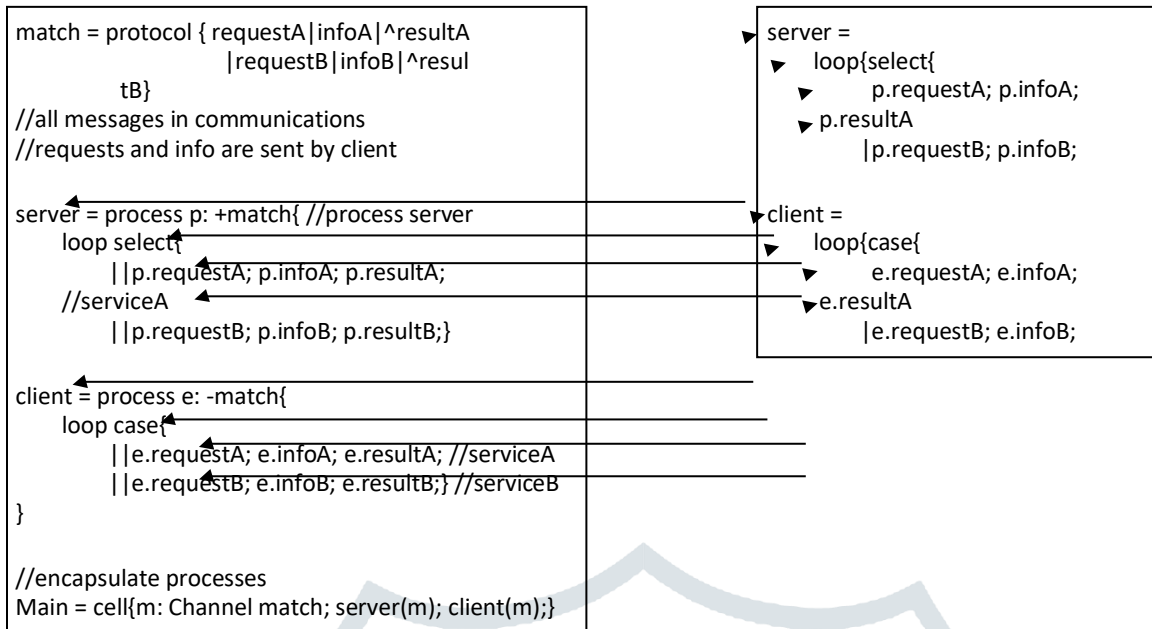 match = protocol { requestA|infoA|^resultA
|requestB|infoB|^resul
tB}
//all messages in communications
//requests and info are sent by client
server = process p: +match{ //process server
loop select{
||p.requestA; p.infoA; p.resultA;
//serviceA
||p.requestB; p.infoB; p.resultB;}
client = process e: -match{
loop case{
||e.requestA; e.infoA; e.resultA; //serviceA
||e.requestB; e.infoB; e.resultB;} //serviceB
}
//encapsulate processes
Main = cell{m: Channel match; server(m); client(m);}
server =
loop{select{
p.requestA; p.infoA;
p.resultA
|p.requestB; p.infoB;
client =
loop{case{
e.requestA; e.infoA;
e.resultA
|e.requestB; e.infoB;